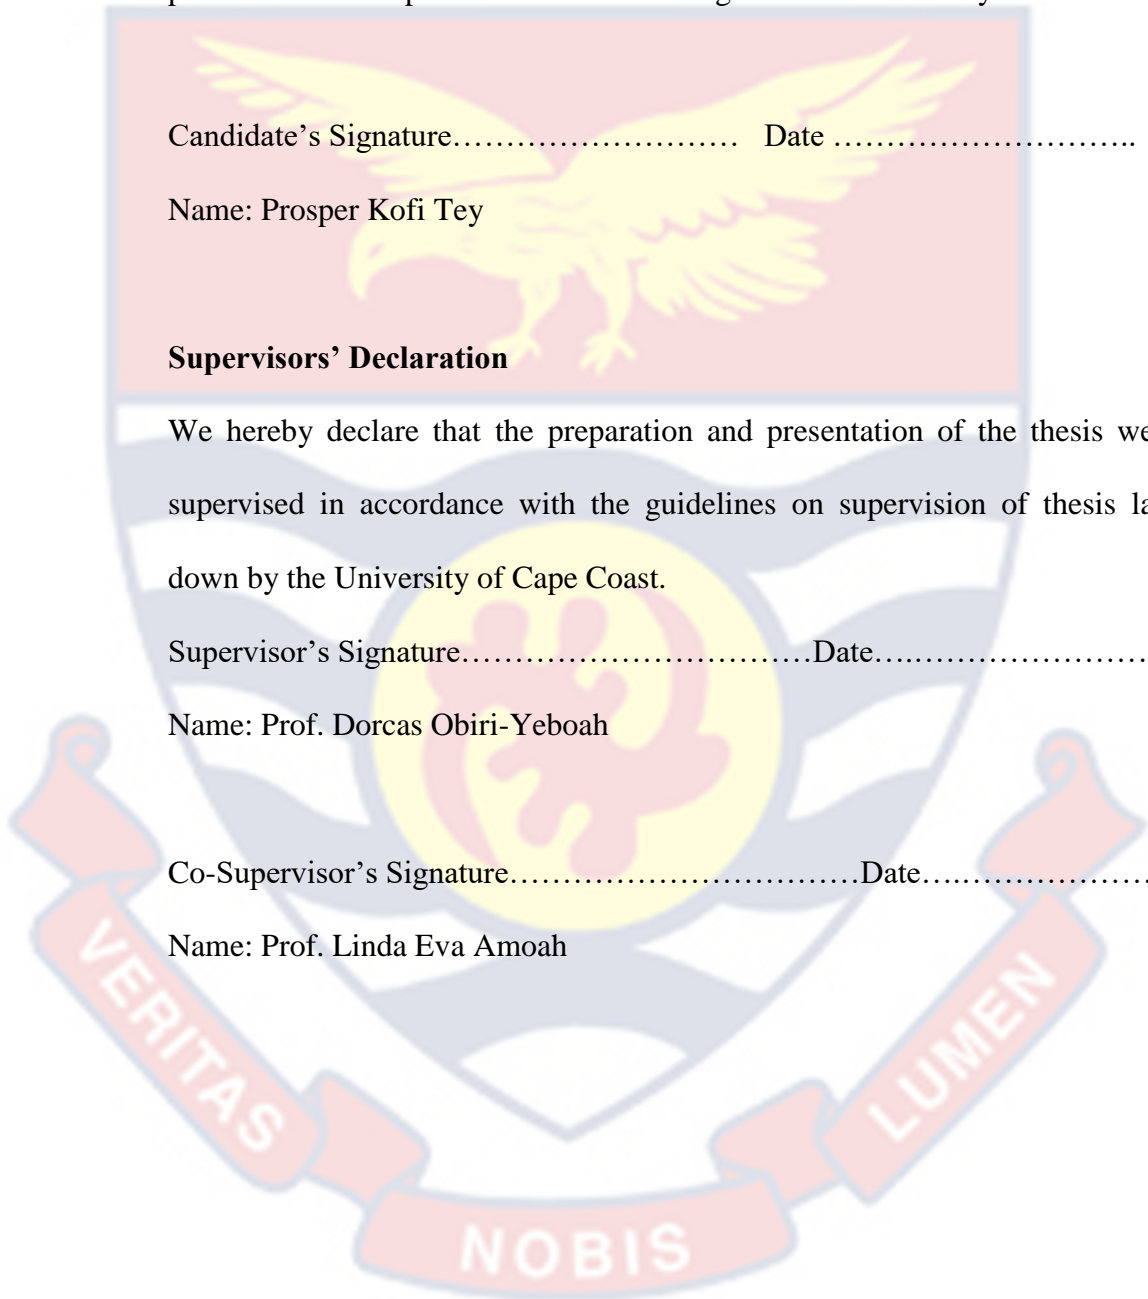 Candidate’s Signature……………………… Date ………………………..
Name: Prosper Kofi Tey
Supervisors’ Declaration
We hereby declare that the preparation and presentation of the thesis we
supervised in accordance with the guidelines on supervision of thesis la
down by the University of Cape Coast.
Supervisor’s Signature……………………………Date….…………………
Name: Prof. Dorcas Obiri-Yeboah
Co-Supervisor’s Signature……………………………Date….………………
Name: Prof. Linda Eva Amoah
VERITAS
NOBIS
LUMEN